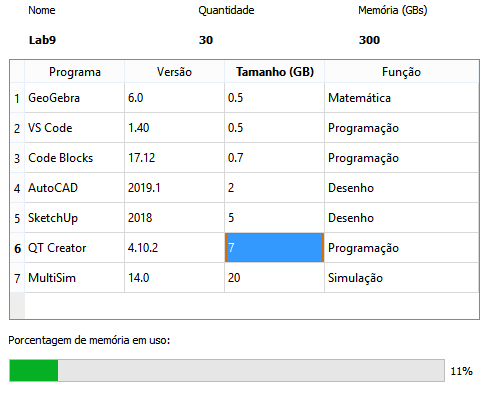 Nome Quantidade Memória (GBs)
Lab9 30 300
Programa Versão Tamanho (GB) Função
1 GeoGebra 6.0 0.5 Matemática
2 VS Code 1.40 0.5 Programação
3 Code Blocks 17.12 0.7 Programação
4 AutoCAD 2019.1 2 Desenho
5 SketchUp 2018 5 Desenho
6 QT Creator 4.10.2 7 Programação
7 MultiSim 14.0 20 Simulação
Porcentagem de memória em uso:
11%